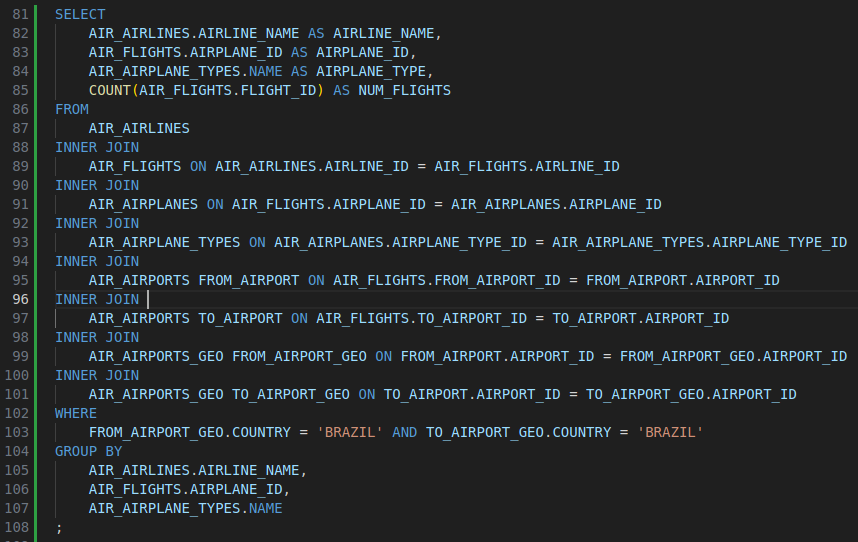 81 SELECT
82 AIR_AIRLINES.AIRLINE_NAME AS AIRLINE_NAME,
83 AIR_FLIGHTS.AIRPLANE_ID AS AIRPLANE_ID,
84 AIR_AIRPLANE_TYPES.NAME AS AIRPLANE_TYPE,
85 COUNT(AIR_FLIGHTS.FLIGHT_ID) AS NUM_FLIGHTS
86 FROM
87 AIR_AIRLINES
88 INNER JOIN
89 AIR_FLIGHTS ON AIR_AIRLINES.AIRLINE_ID = AIR_FLIGHTS.AIRLINE_ID
90 INNER JOIN
91 AIR_AIRPLANES ON AIR_FLIGHTS.AIRPLANE_ID = AIR_AIRPLANES.AIRPLANE_ID
92 INNER JOIN
93 AIR_AIRPLANE_TYPES ON AIR_AIRPLANES.AIRPLANE_TYPE_ID = AIR_AIRPLANE_TYPES.AIRPLANE_TYPE_ID
94 INNER JOIN
95 AIR_AIRPORTS FROM_AIRPORT ON AIR_FLIGHTS.FROM_AIRPORT_ID = FROM_AIRPORT.AIRPORT_ID
96 INNER JOIN
97 AIR_AIRPORTS TO_AIRPORT ON AIR_FLIGHTS.TO_AIRPORT_ID = TO_AIRPORT.AIRPORT_ID
98 INNER JOIN
99 AIR_AIRPORTS_GEO FROM_AIRPORT_GEO ON FROM_AIRPORT.AIRPORT_ID = FROM_AIRPORT_GEO.AIRPORT_ID
100 INNER JOIN
101 AIR_AIRPORTS_GEO TO_AIRPORT_GEO ON TO_AIRPORT.AIRPORT_ID = TO_AIRPORT_GEO.AIRPORT_ID
102 WHERE
103 FROM_AIRPORT_GEO.COUNTRY = 'BRAZIL' AND TO_AIRPORT_GEO.COUNTRY = 'BRAZIL'
104 GROUP BY
105 AIR_AIRLINES.AIRLINE_NAME,
106 AIR_FLIGHTS.AIRPLANE_ID,
107 AIR_AIRPLANE_TYPES.NAME
108 ;